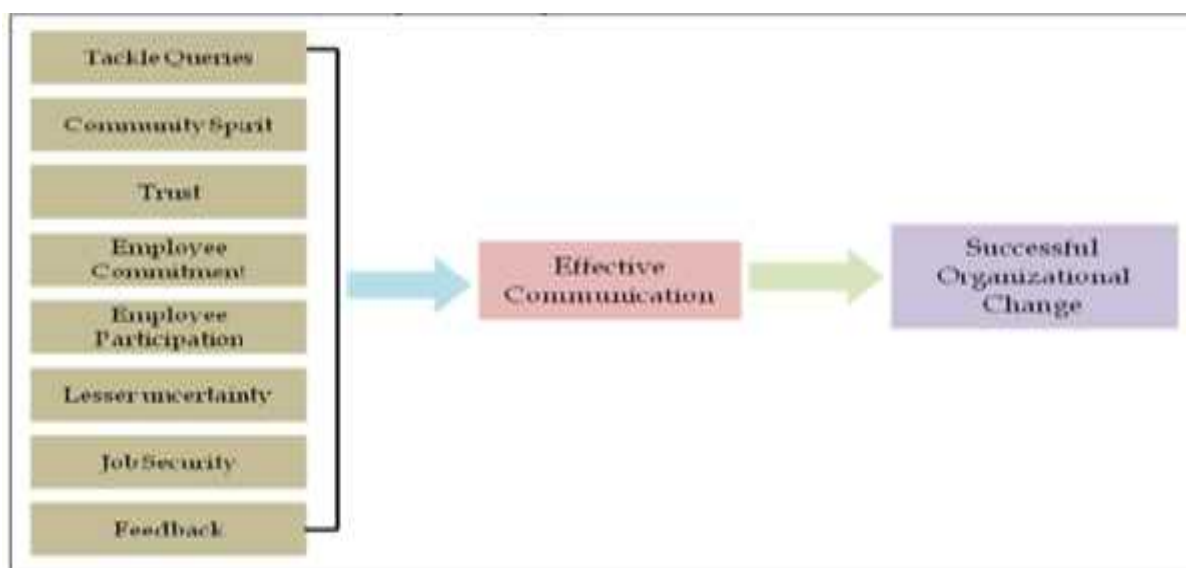 Tackle Queries
Community Spirit
Trust
Employee
Commitment
Employee
Participation
Lesser uncertainty
Job Security
Feedback
Effective
Communication
Successful
Organizational
Change